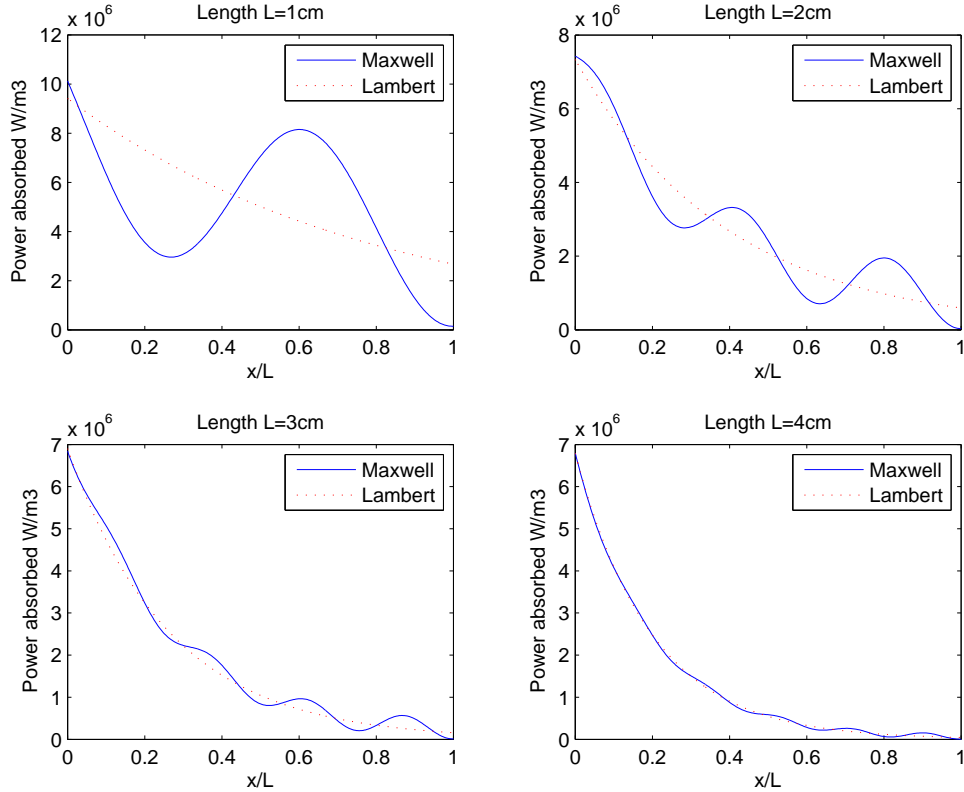 Length L=1cm
x 10^6
Power absorbed W/m3
12
10
8
6
4
2
0
0 0.2 0.4 0.6 0.8 1
x/L
Maxwell
Lambert
Length L=2cm
x 10^6
Power absorbed W/m3
8
6
4
2
0
0 0.2 0.4 0.6 0.8 1
x/L
Maxwell
Lambert
Length L=3cm
x 10^6
Power absorbed W/m3
7
6
5
4
3
2
1
0
0 0.2 0.4 0.6 0.8 1
x/L
Maxwell
Lambert
Length L=4cm
x 10^6
Power absorbed W/m3
7
6
5
4
3
2
1
0
0 0.2 0.4 0.6 0.8 1
x/L
Maxwell
Lambert